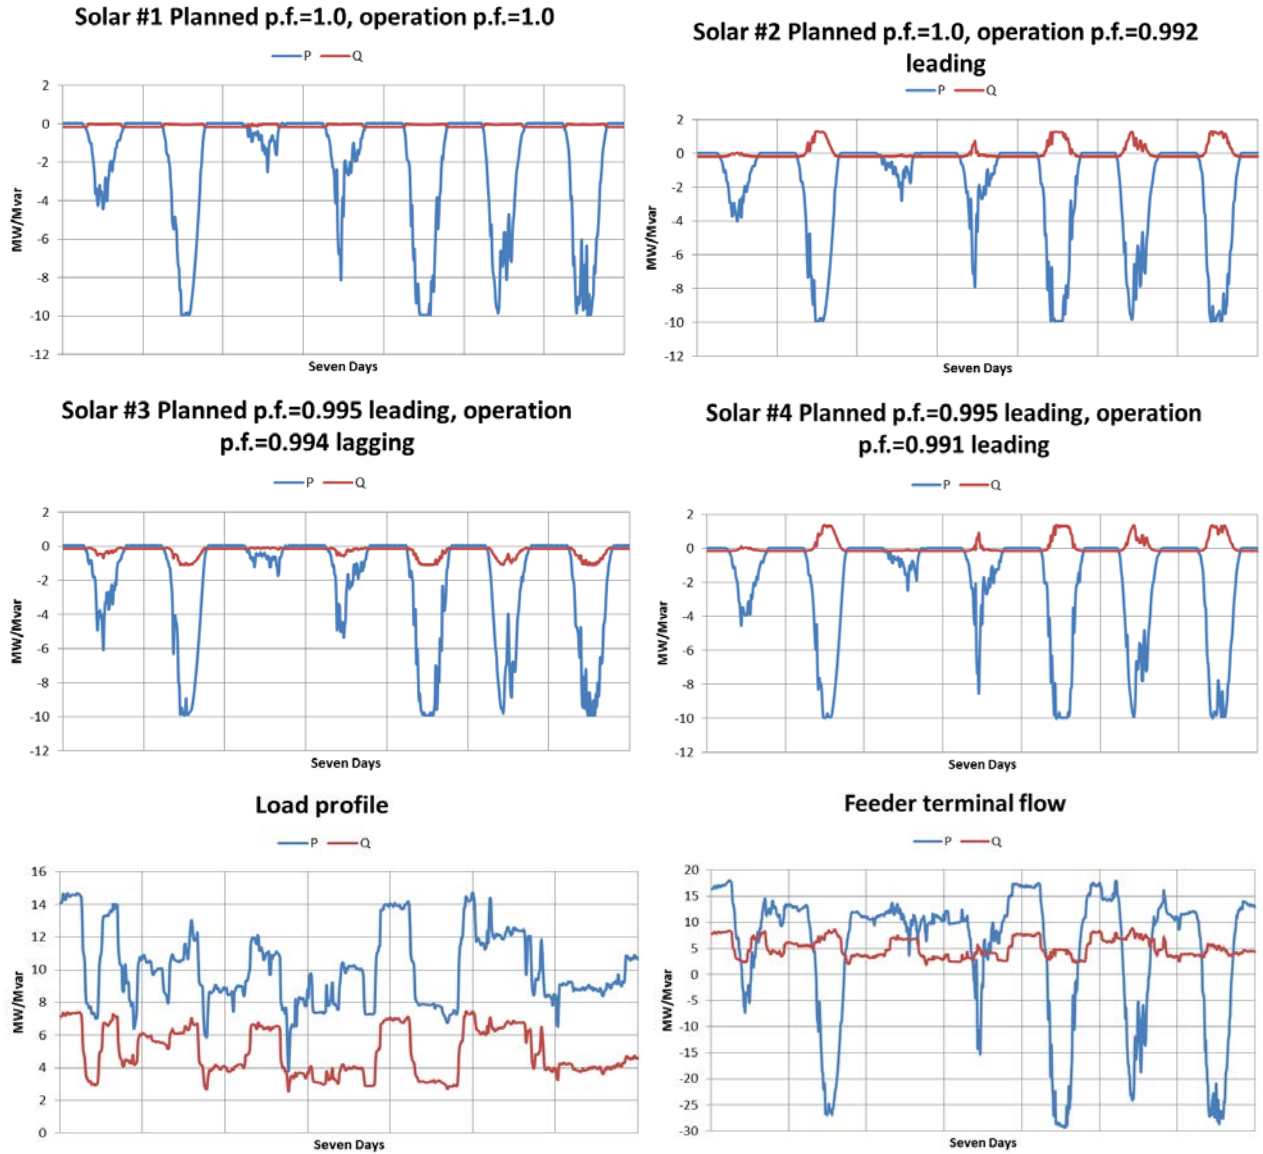 Solar #1 Planned p.f.=1.0, operation p.f.=1.0
P Q
2
0
-2
-4
-6
-8
-10
-12
MW/Mvar
Seven Days
Solar #2 Planned p.f.=1.0, operation p.f.=0.992
leading
P Q
2
0
-2
-4
-6
-8
-10
-12
MW/Mvar
Seven Days
Solar #3 Planned p.f.=0.995 leading, operation
p.f.=0.994 lagging
P Q
2
0
-2
-4
-6
-8
-10
-12
MW/Mvar
Seven Days
Solar #4 Planned p.f.=0.995 leading, operation
p.f.=0.991 leading
P Q
2
0
-2
-4
-6
-8
-10
-12
MW/Mvar
Seven Days
Load profile
P Q
16
14
12
10
8
6
4
2
0
MW/Mvar
Seven Days
Feeder terminal flow
P Q
20
15
10
5
0
-5
-10
-15
-20
-25
-30
MW/Mvar
Seven Days